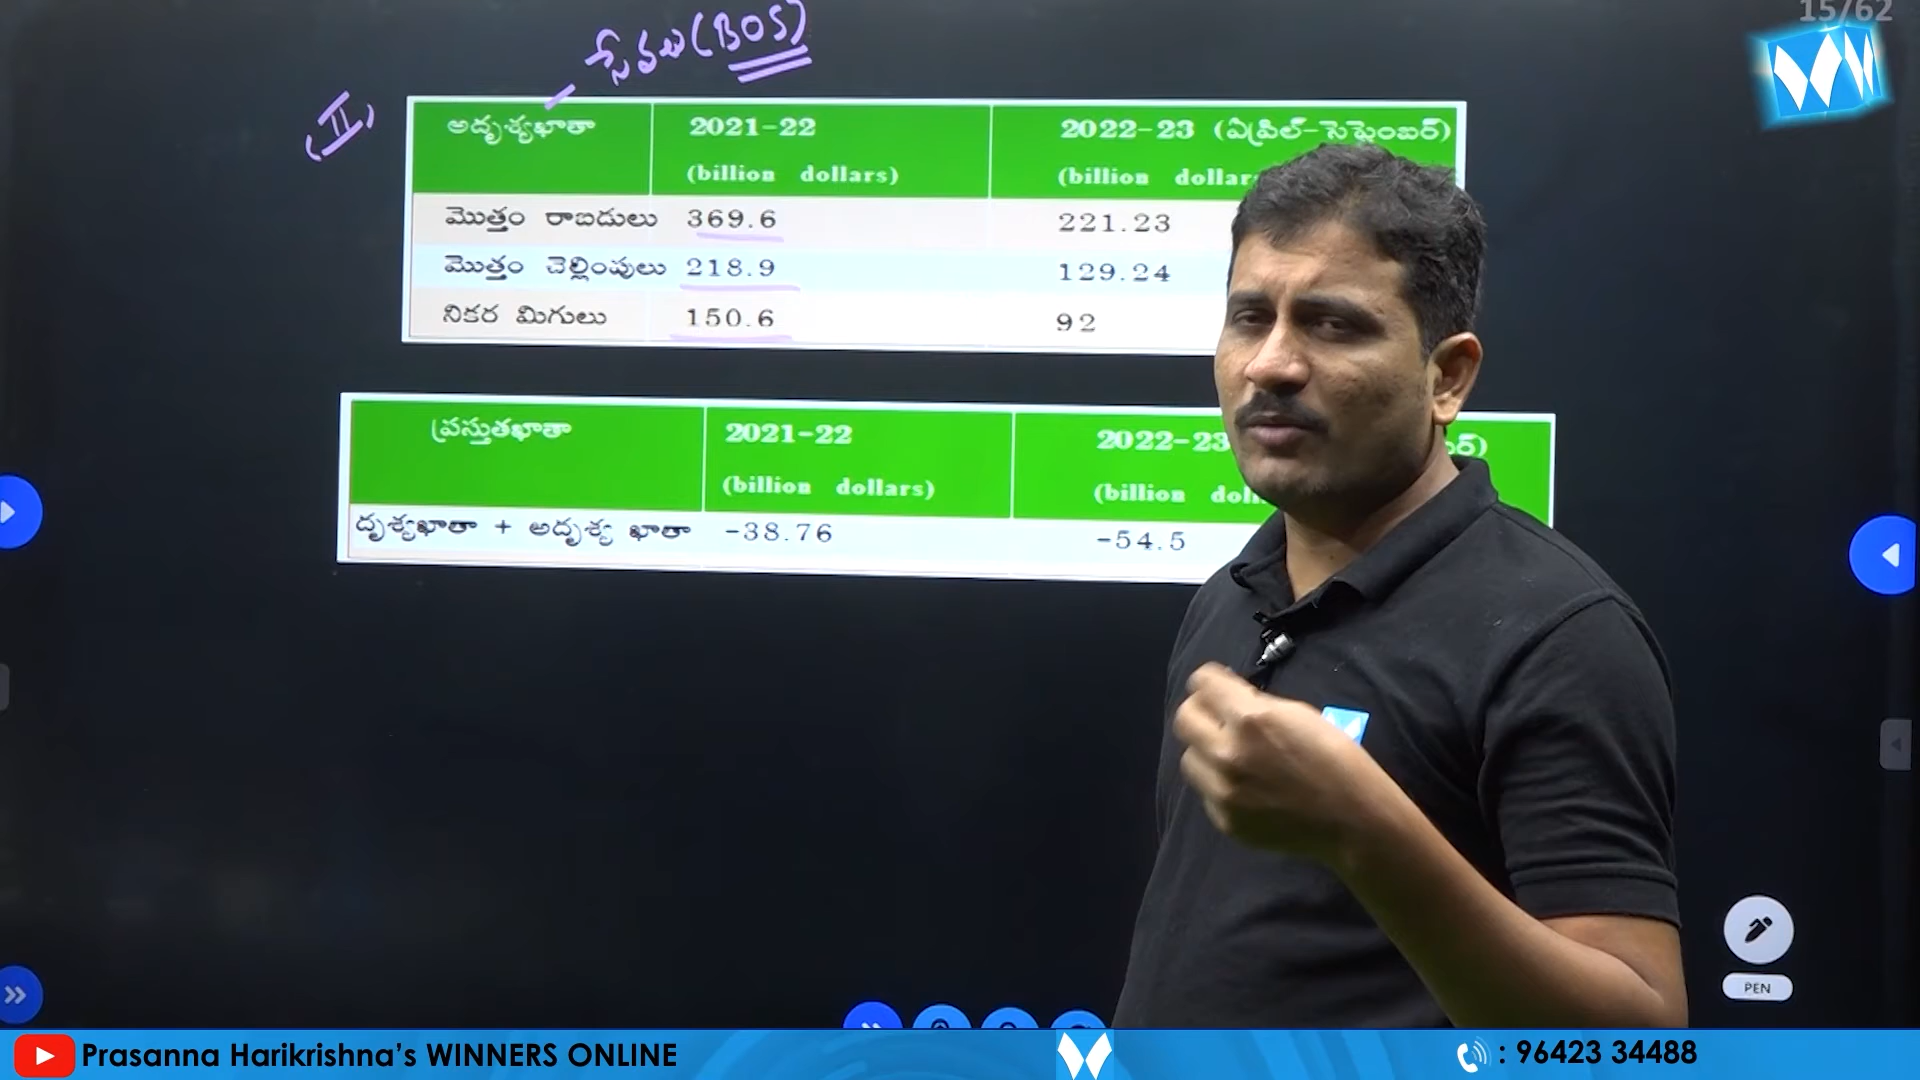 15/62
సేవలు (BOS)
(II)
అదృశ్యఖాతా 2021-22 2022-23 (ఏప్రిల్-సెప్టెంబర్)
(billion dollars) (billion dollar
మొత్తం రాబడులు 369.6 221.23
మొత్తం చెల్లింపులు 218.9 129.24
నికర మిగులు 150.6 92
ప్రస్తుతఖాతా 2021-22 2022-23 బర్)
(billion dollars) (billion doll
దృశ్యఖాతా + అదృశ్య ఖాతా -38.76 -54.5
PEN
Prasanna Harikrishna's WINNERS ONLINE
: 96423 34488